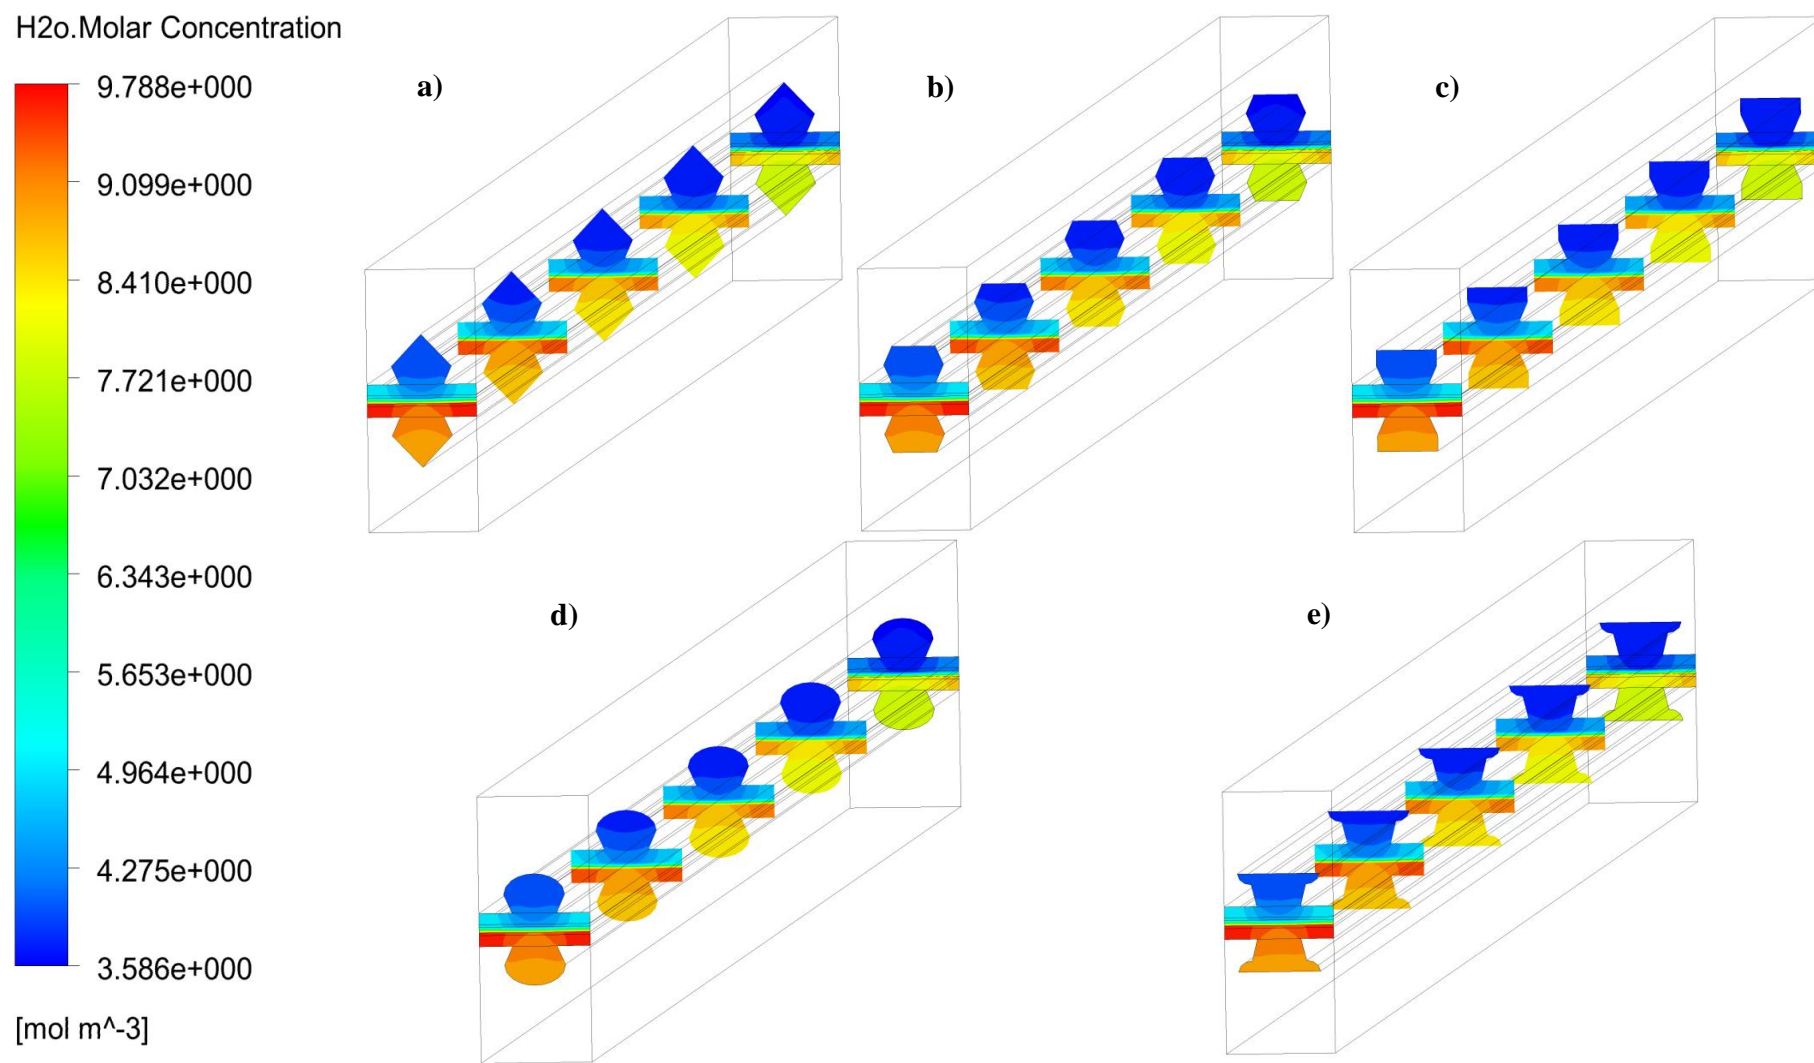 H2o.Molar Concentration
9.788e+000
9.099e+000
8.410e+000
7.721e+000
7.032e+000
6.343e+000
5.653e+000
4.964e+000
4.275e+000
3.586e+000
[mol m^-3]
a)
b)
c)
d)
e)